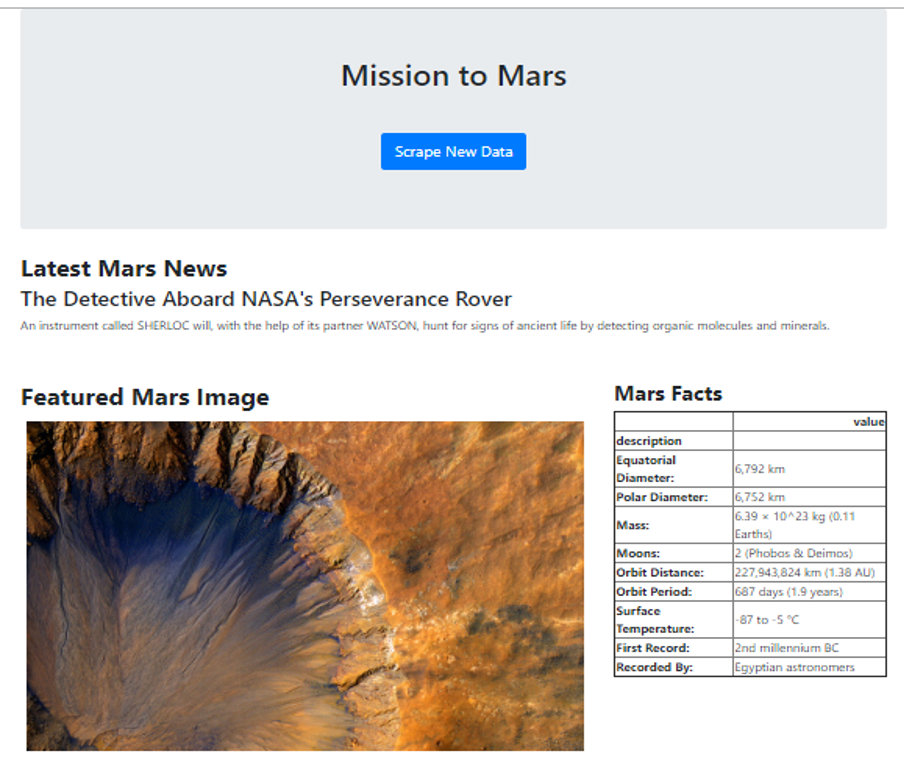 Mission to Mars
Scrape New Data
Latest Mars News
The Detective Aboard NASA's Perseverance Rover
An instrument called SHERLOC will, with the help of its partner WATSON, hunt for signs of ancient life by detecting organic molecules and minerals.
Featured Mars Image
Mars Facts
value
description
Equatorial
Diameter:
6,792 km
Polar Diameter: 6,752 km
Mass:
6.39 × 10^23 kg (0.11
Earths)
Moons: 2 (Phobos & Deimos)
Orbit Distance: 227,943,824 km (1.38 AU)
Orbit Period: 687 days (1.9 years)
Surface
Temperature:
-87 to -5 °C
First Record: 2nd millennium BC
Recorded By: Egyptian astronomers